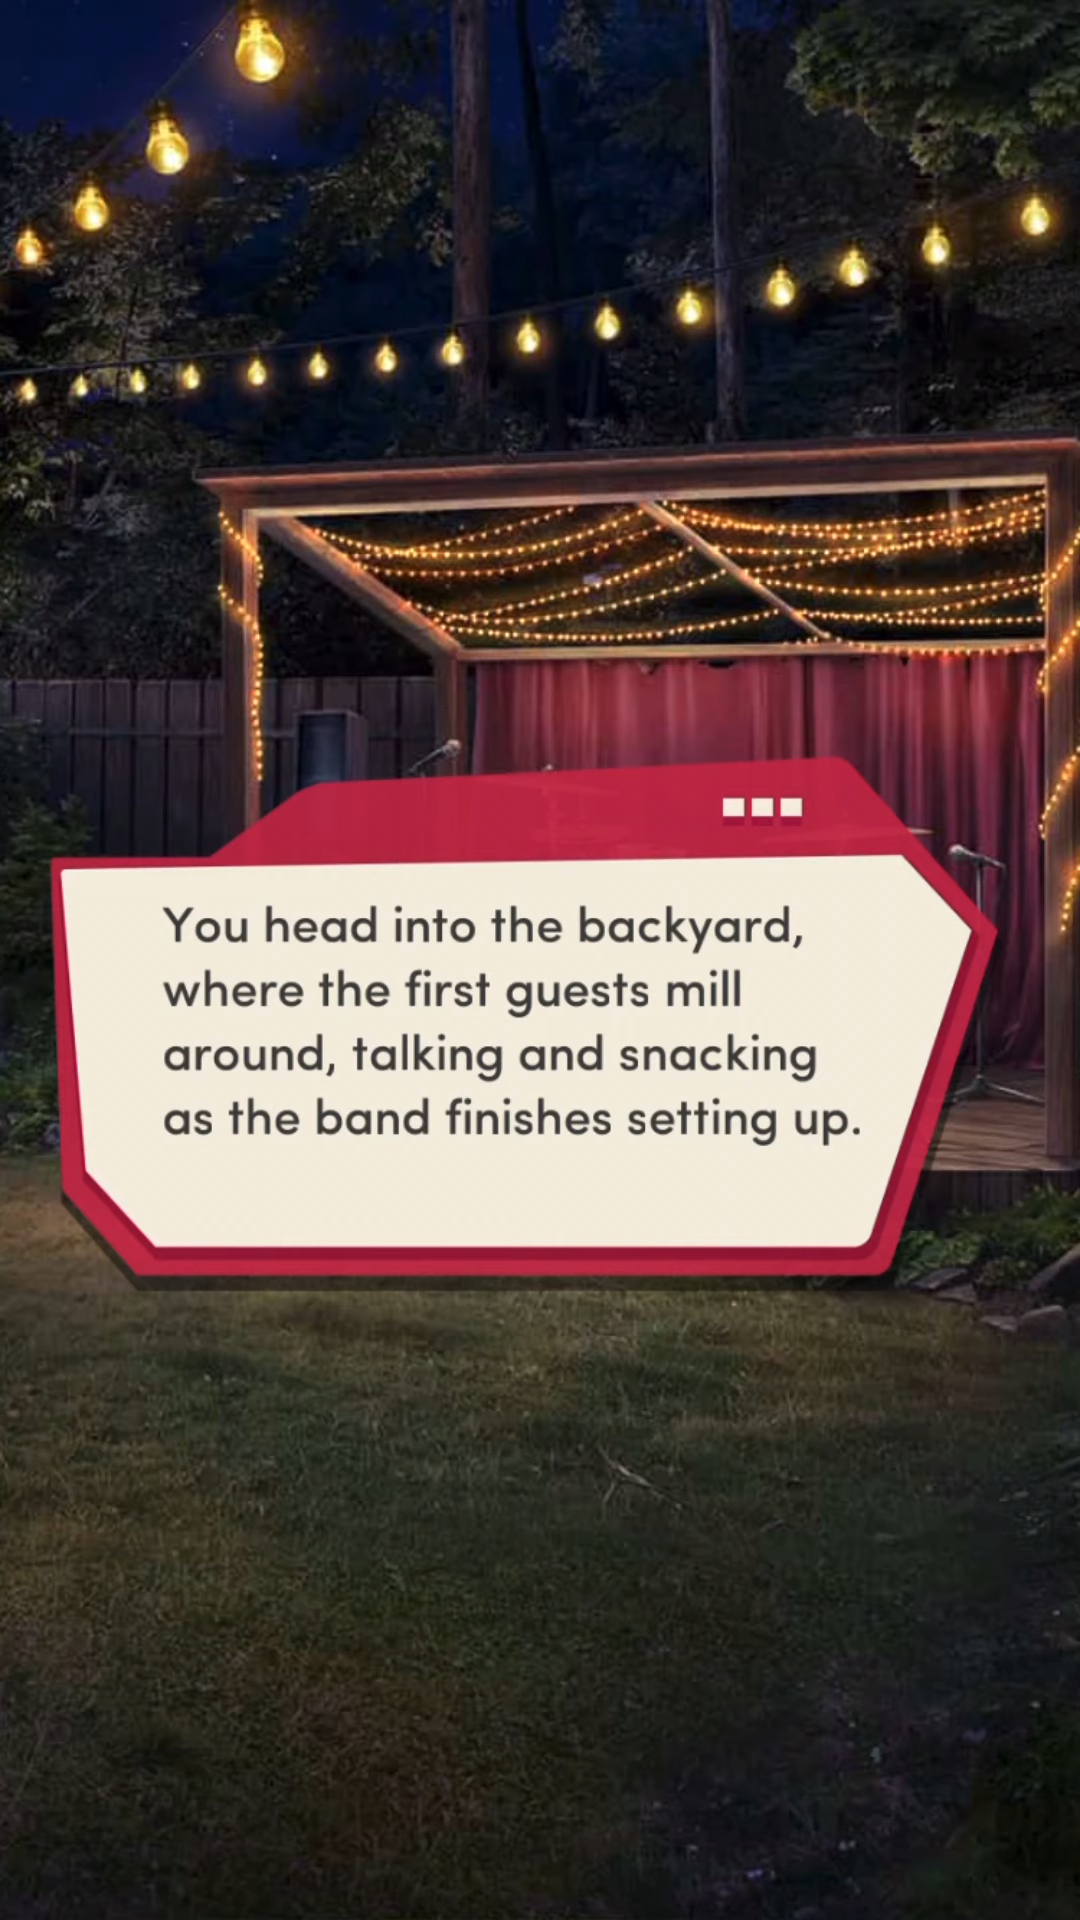 You head into the backyard,
where the first guests mill
around, talking and snacking
as the band finishes setting up.